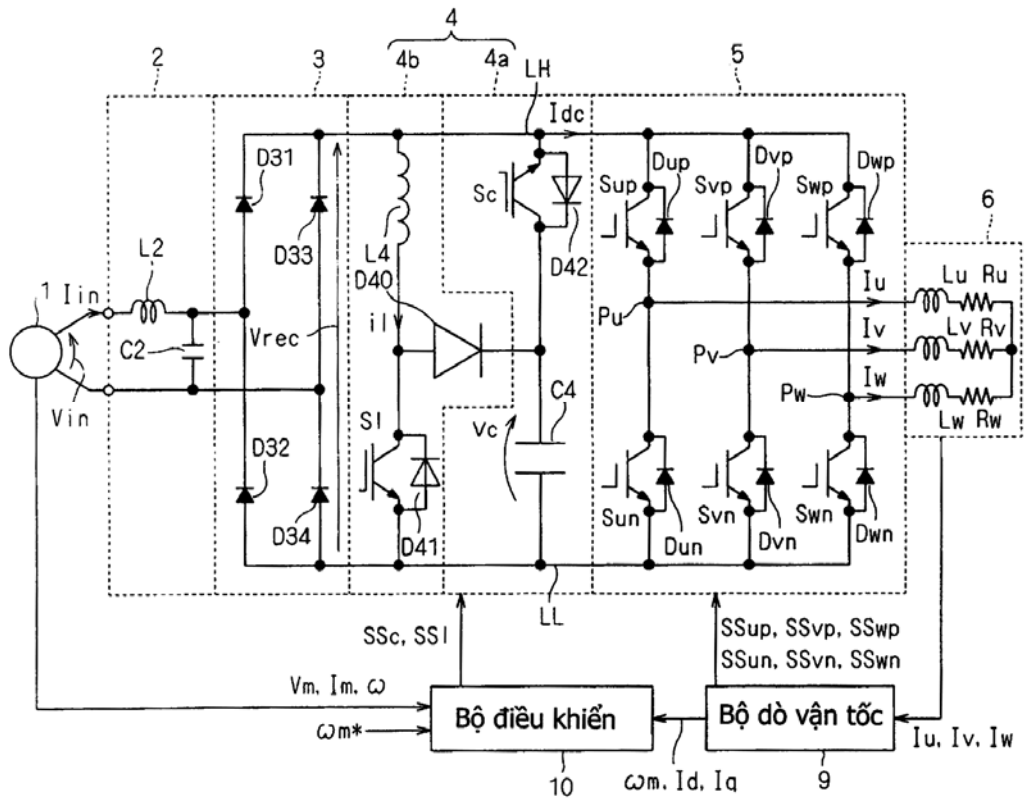 4
2
3
4b
4a
LH
5
Idc
D31
D33
L4
Sc
D42
Sup
Dup
Svp
Dvp
Swp
Dwp
6
L2
D40
1
Iin
Vrec
il
C2
Vin
Pu
Iu
Lu
Ru
Pv
Iv
Lv
Rv
Pw
Iw
Lw
Rw
D32
D34
Sl
D41
Vc
C4
Sun
Dun
Svn
Dvn
Swn
Dwn
LL
SSc, SSl
SSup, SSvp, SSwp
SSun, SSvn, SSwn
Vm, Im, ω
ωm*
Bộ điều khiển
Bộ dò vận tốc
Iu, Iv, Iw
10
ωm, Id, Iq
9